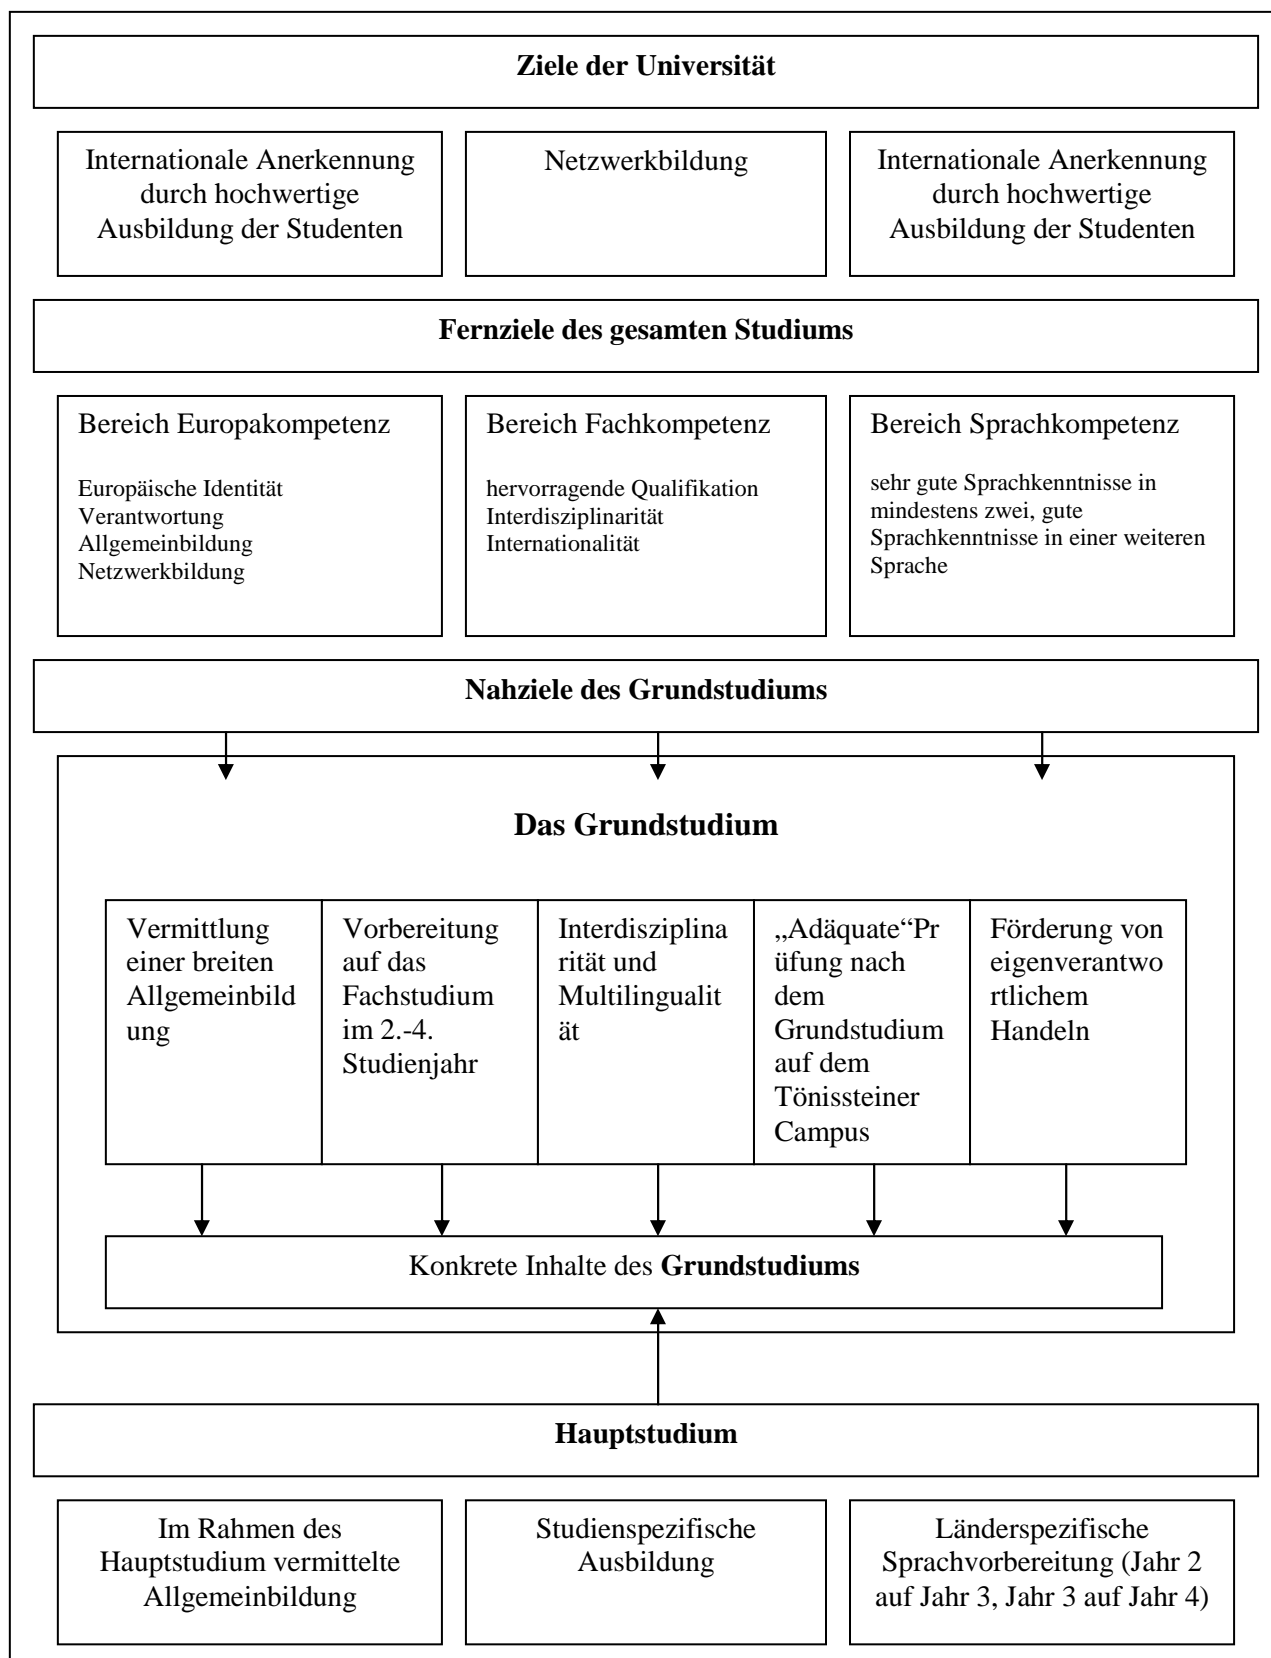 Ziele der Universität
Internationale Anerkennung
durch hochwertige
Ausbildung der Studenten
Netzwerkbildung
Internationale Anerkennung
durch hochwertige
Ausbildung der Studenten
Fernziele des gesamten Studiums
Bereich Europakompetenz
Europäische Identität
Verantwortung
Allgemeinbildung
Netzwerkbildung
Bereich Fachkompetenz
hervorragende Qualifikation
Interdisziplinarität
Internationalität
Bereich Sprachkompetenz
sehr gute Sprachkenntnisse in
mindestens zwei, gute
Sprachkenntnisse in einer weiteren
Sprache
Nahziele des Grundstudiums
Das Grundstudium
Vermittlung
einer breiten
Allgemeinbild
ung
Vorbereitung
auf das
Fachstudium
im 2.-4.
Studienjahr
Interdisziplina
rität und
Multilingualit
ät
„Adäquate“Pr
üfung nach
dem
Grundstudium
auf dem
Tönissteiner
Campus
Förderung von
eigenverantwo
rtlichem
Handeln
Konkrete Inhalte des Grundstudiums
Hauptstudium
Im Rahmen des
Hauptstudium vermittelte
Allgemeinbildung
Studienspezifische
Ausbildung
Länderspezifische
Sprachvorbereitung (Jahr 2
auf Jahr 3, Jahr 3 auf Jahr 4)